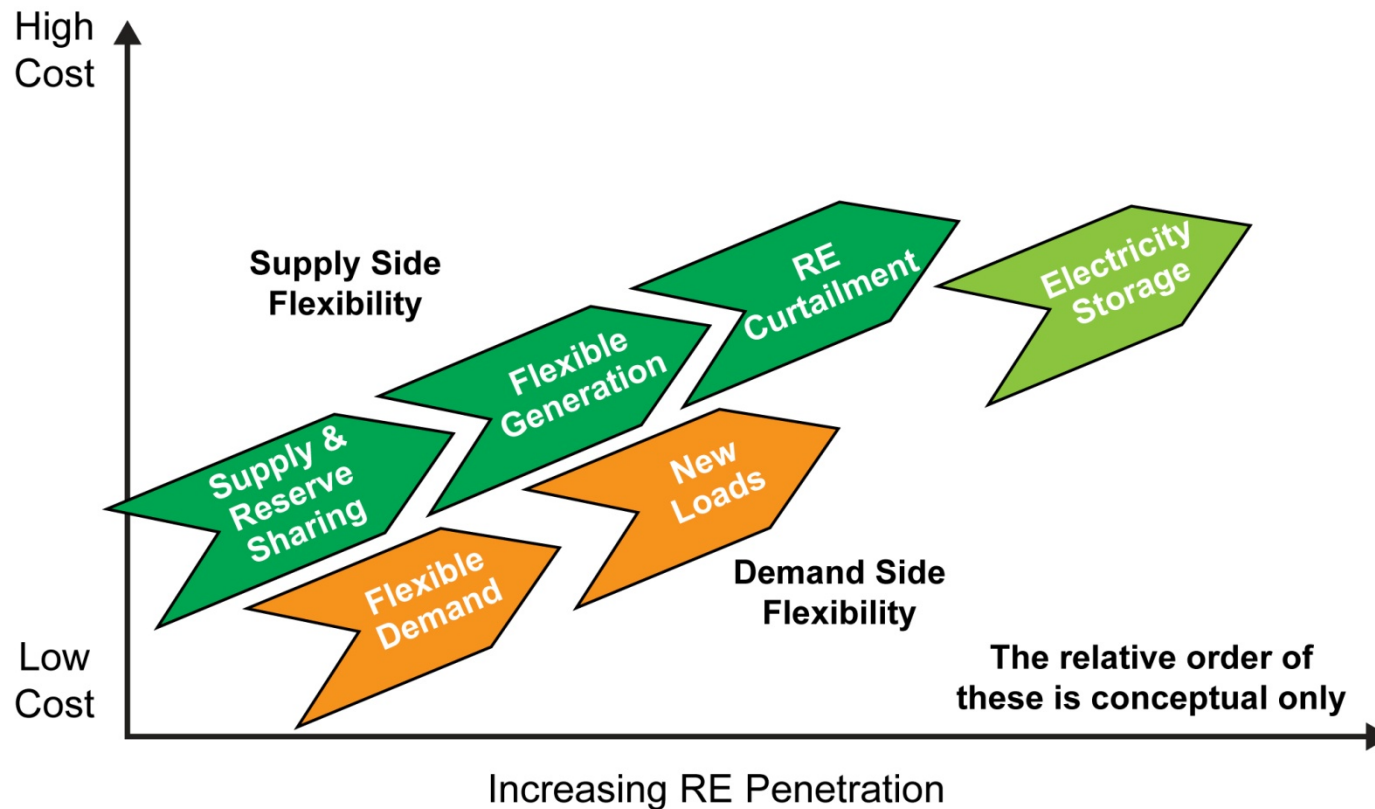 High
Cost
Supply Side
Flexibility
RE
Curtailment
Electricity
Storage
Flexible
Generation
Supply &
Reserve
Sharing
New
Loads
Flexible
Demand
Demand Side
Flexibility
Low
Cost
The relative order of
these is conceptual only
Increasing RE Penetration